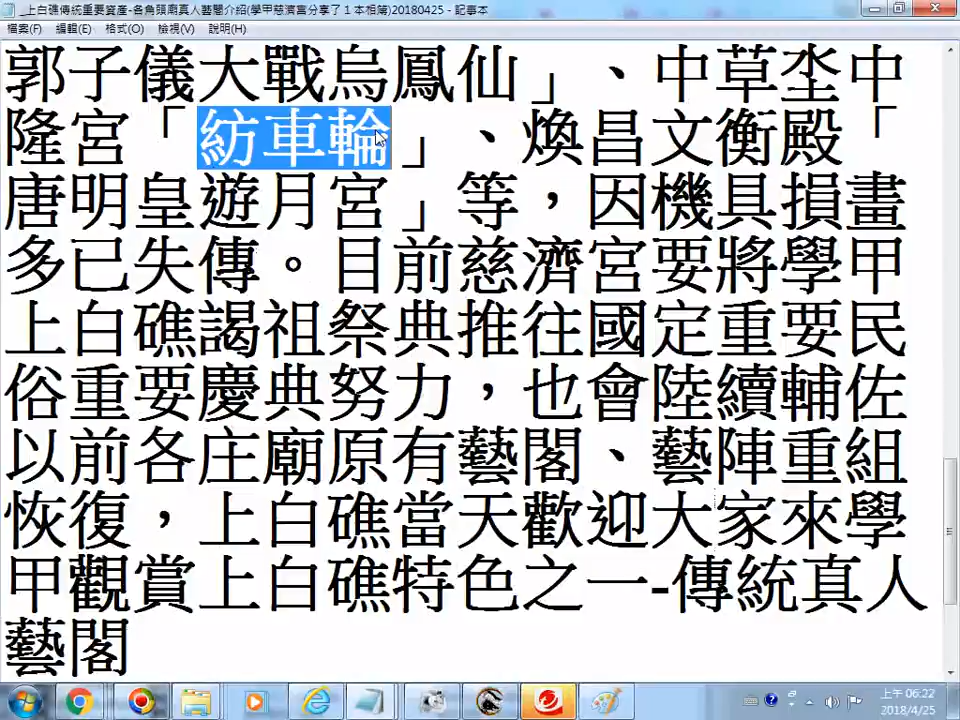 _上白礁傳統重要資產-各角頭廟真人藝閣介紹(學甲慈濟宮分享了 1 本相簿)20180425 - 記事本
檔案(F) 編輯(E) 格式(O) 檢視(V) 說明(H)
郭子儀大戰烏鳳仙」、中草坔中
隆宮「紡車輪」、煥昌文衡殿「
唐明皇遊月宮」等，因機具損畫
多已失傳。目前慈濟宮要將學甲
上白礁謁祖祭典推往國定重要民
俗重要慶典努力，也會陸續輔佐
以前各庄廟原有藝閣、藝陣重組
恢復，上白礁當天歡迎大家來學
甲觀賞上白礁特色之一-傳統真人
藝閣
上午 06:22
2018/4/25